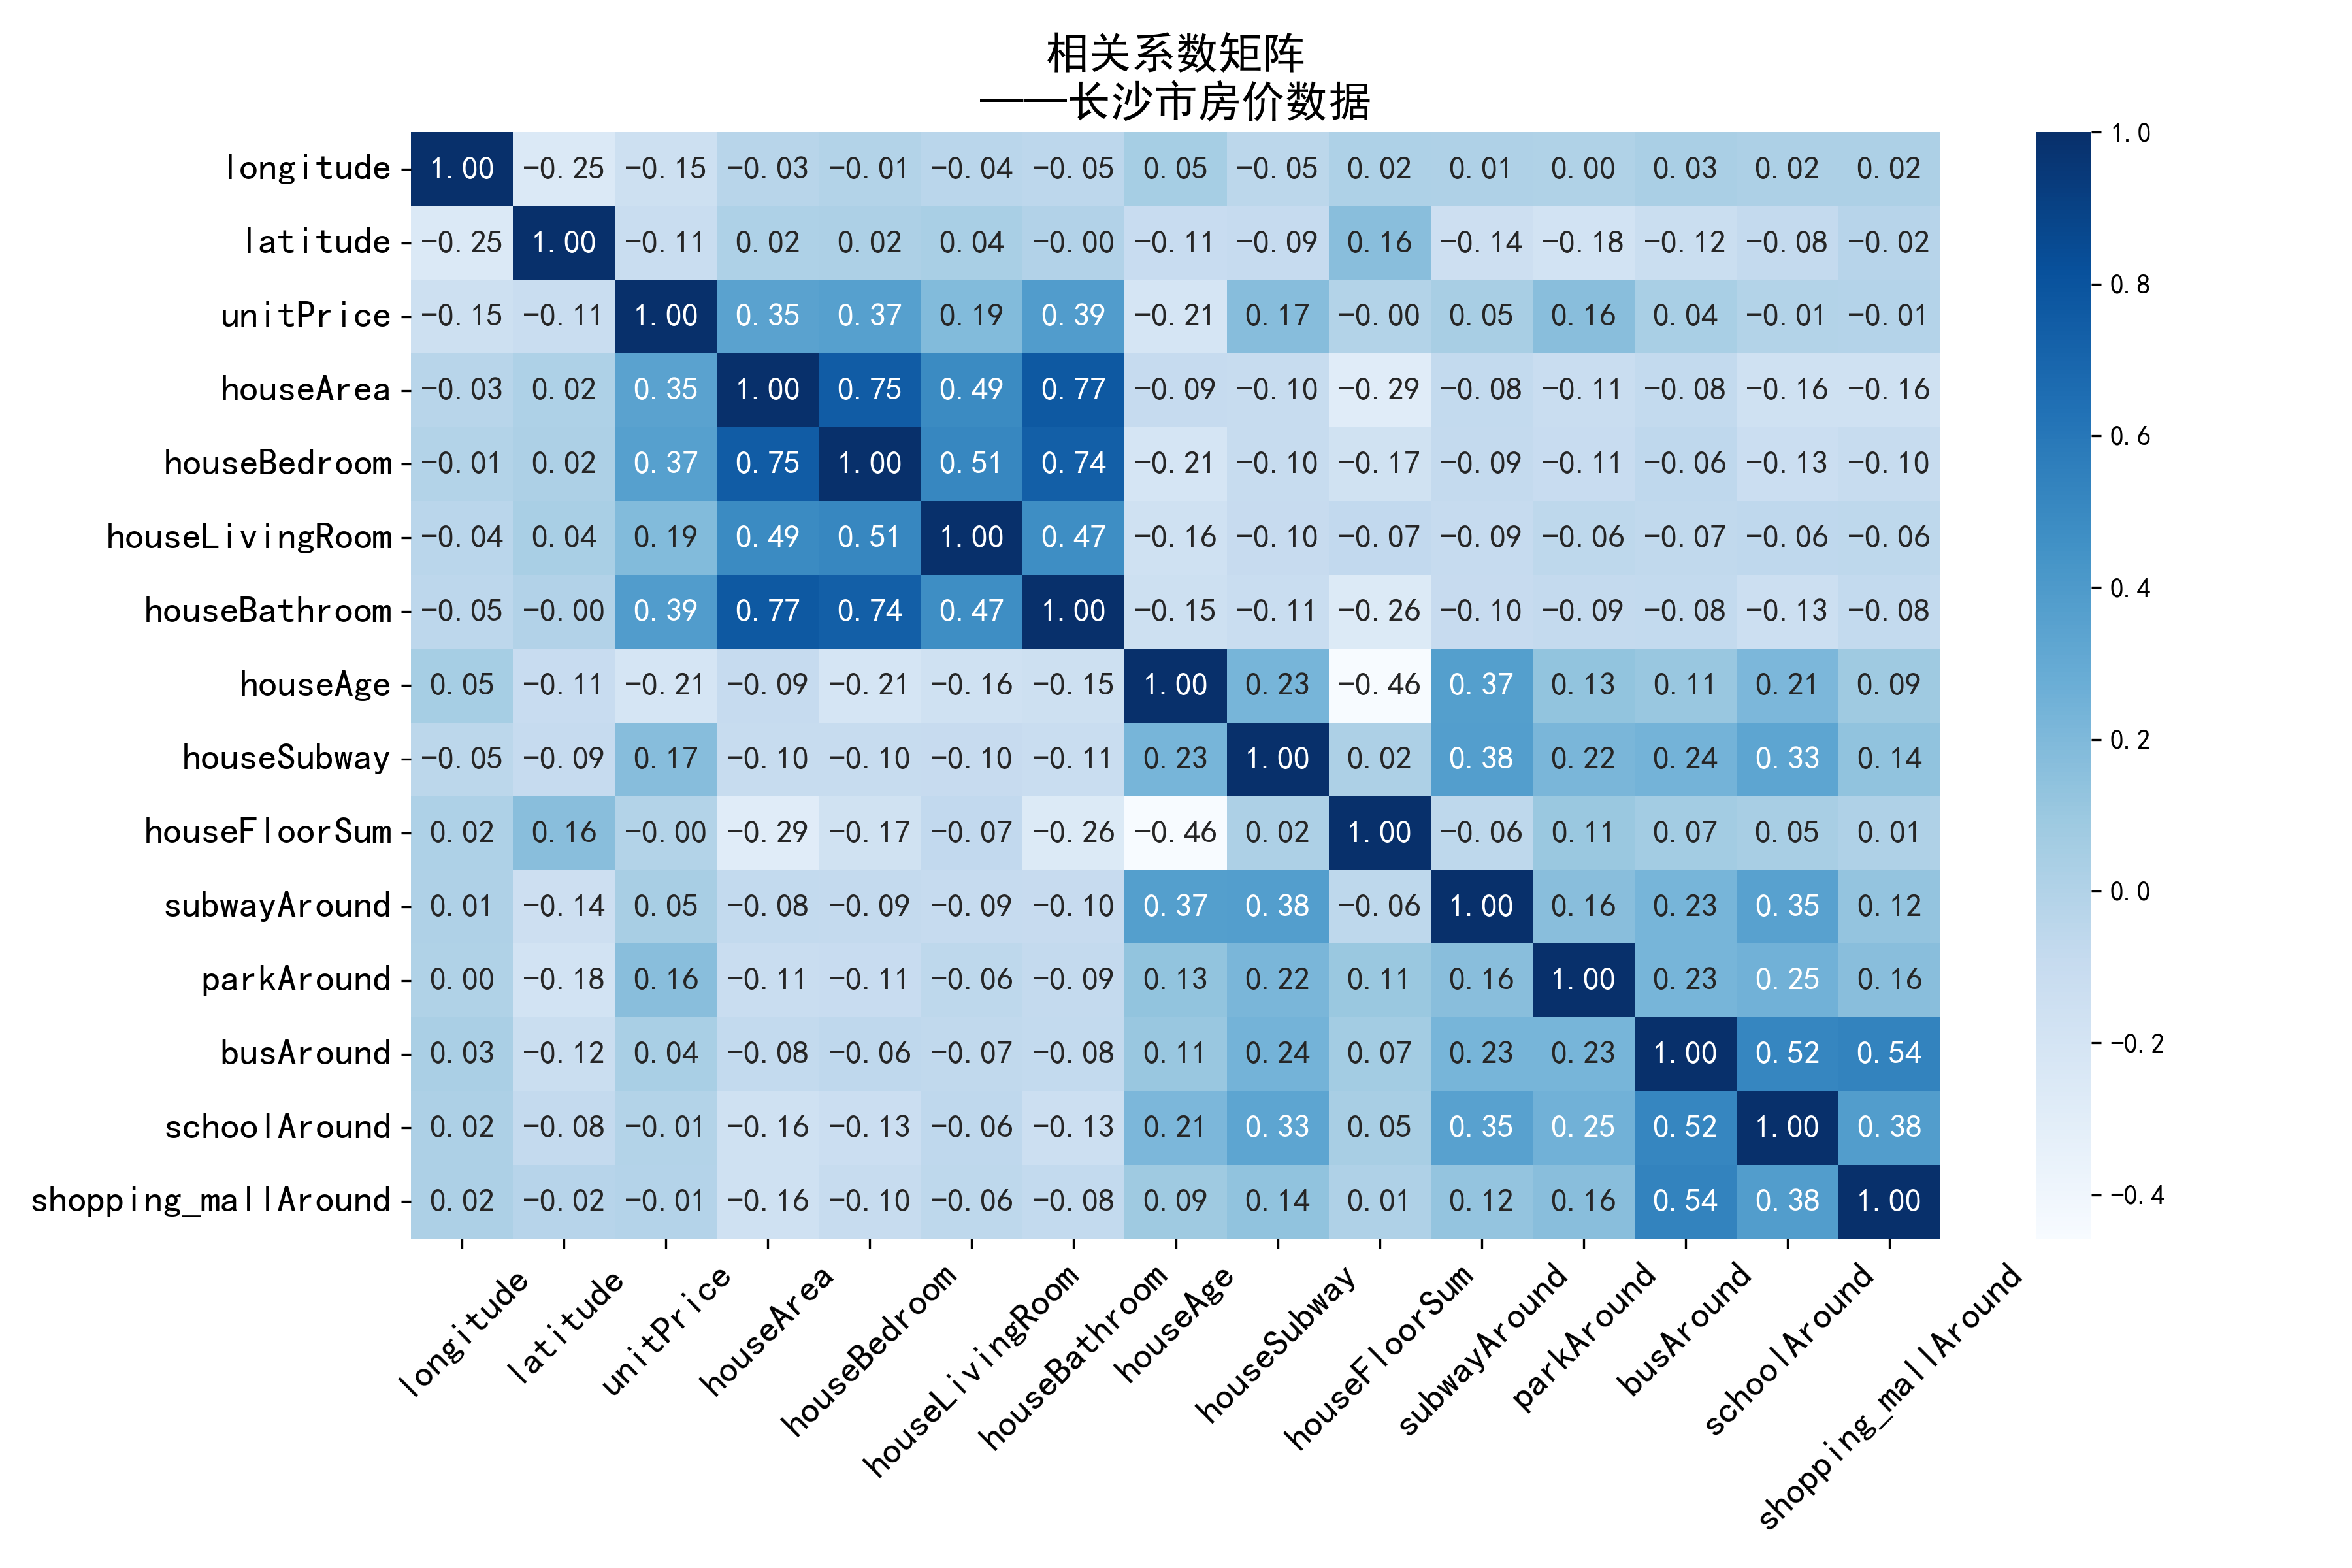 相关系数矩阵
——长沙市房价数据
longitude 1.00 −0.25 −0.15 −0.03 −0.01 −0.04 −0.05 0.05 −0.05 0.02 0.01 0.00 0.03 0.02 0.02
latitude −0.25 1.00 −0.11 0.02 0.02 0.04 −0.00 −0.11 −0.09 0.16 −0.14 −0.18 −0.12 −0.08 −0.02
unitPrice −0.15 −0.11 1.00 0.35 0.37 0.19 0.39 −0.21 0.17 −0.00 0.05 0.16 0.04 −0.01 −0.01
houseArea −0.03 0.02 0.35 1.00 0.75 0.49 0.77 −0.09 −0.10 −0.29 −0.08 −0.11 −0.08 −0.16 −0.16
houseBedroom −0.01 0.02 0.37 0.75 1.00 0.51 0.74 −0.21 −0.10 −0.17 −0.09 −0.11 −0.06 −0.13 −0.10
houseLivingRoom −0.04 0.04 0.19 0.49 0.51 1.00 0.47 −0.16 −0.10 −0.07 −0.09 −0.06 −0.07 −0.06 −0.06
houseBathroom −0.05 −0.00 0.39 0.77 0.74 0.47 1.00 −0.15 −0.11 −0.26 −0.10 −0.09 −0.08 −0.13 −0.08
houseAge 0.05 −0.11 −0.21 −0.09 −0.21 −0.16 −0.15 1.00 0.23 −0.46 0.37 0.13 0.11 0.21 0.09
houseSubway −0.05 −0.09 0.17 −0.10 −0.10 −0.10 −0.11 0.23 1.00 0.02 0.38 0.22 0.24 0.33 0.14
houseFloorSum 0.02 0.16 −0.00 −0.29 −0.17 −0.07 −0.26 −0.46 0.02 1.00 −0.06 0.11 0.07 0.05 0.01
subwayAround 0.01 −0.14 0.05 −0.08 −0.09 −0.09 −0.10 0.37 0.38 −0.06 1.00 0.16 0.23 0.35 0.12
parkAround 0.00 −0.18 0.16 −0.11 −0.11 −0.06 −0.09 0.13 0.22 0.11 0.16 1.00 0.23 0.25 0.16
busAround 0.03 −0.12 0.04 −0.08 −0.06 −0.07 −0.08 0.11 0.24 0.07 0.23 0.23 1.00 0.52 0.54
schoolAround 0.02 −0.08 −0.01 −0.16 −0.13 −0.06 −0.13 0.21 0.33 0.05 0.35 0.25 0.52 1.00 0.38
shopping_mallAround 0.02 −0.02 −0.01 −0.16 −0.10 −0.06 −0.08 0.09 0.14 0.01 0.12 0.16 0.54 0.38 1.00
longitude
latitude
unitPrice
houseArea
houseBedroom
houseLivingRoom
houseBathroom
houseAge
houseSubway
houseFloorSum
subwayAround
parkAround
busAround
schoolAround
shopping_mallAround
1.0
0.8
0.6
0.4
0.2
0.0
−0.2
−0.4